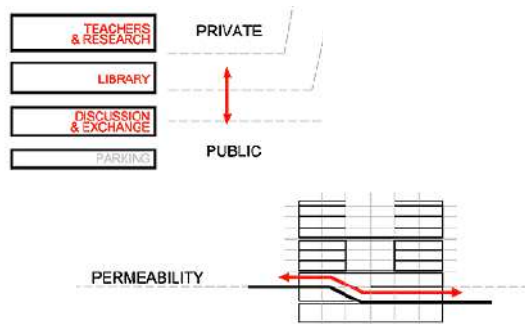 TEACHERS
& RESEARCH
PRIVATE
LIBRARY
DISCUSSION
& EXCHANGE
PUBLIC
PARKING
PERMEABILITY